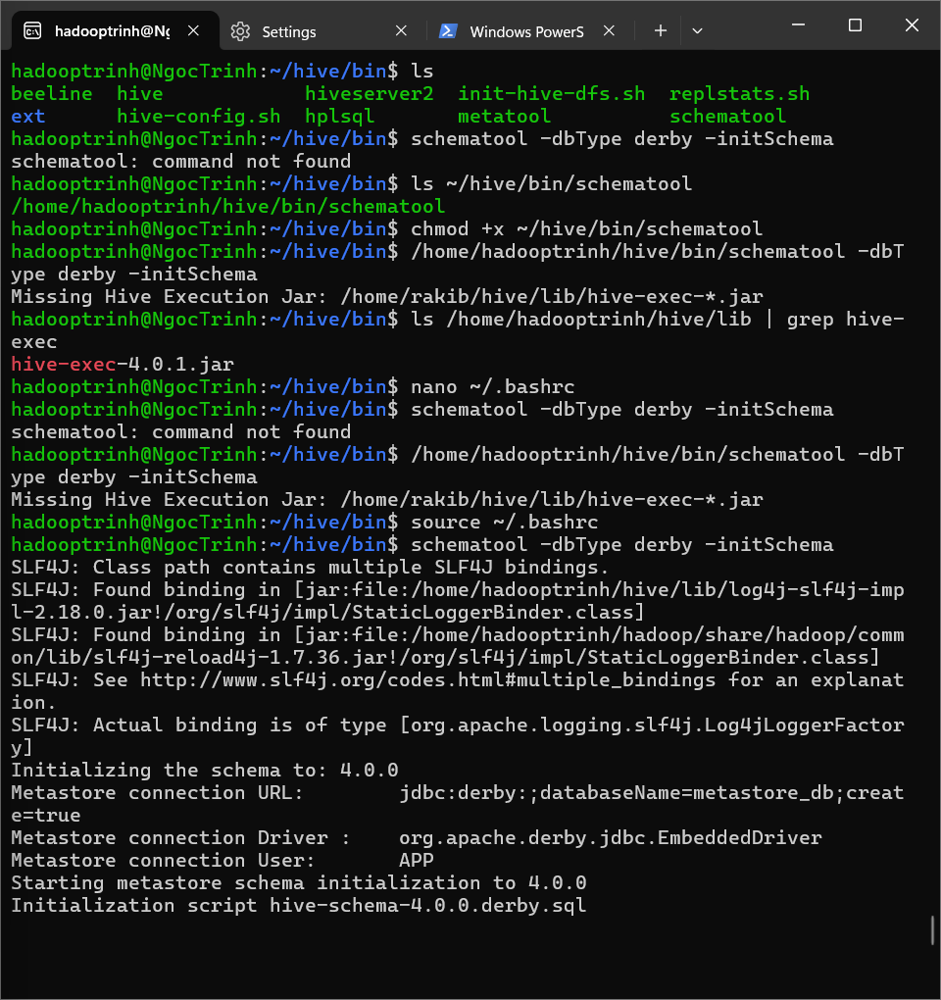 hadooptrinh@Ng
Settings
Windows PowerS
hadooptrinh@NgocTrinh:~/hive/bin$ ls
beeline hive hiveserver2 init-hive-dfs.sh replstats.sh
ext hive-config.sh hplsql metatool schematool
hadooptrinh@NgocTrinh:~/hive/bin$ schematool -dbType derby -initSchema
schematool: command not found
hadooptrinh@NgocTrinh:~/hive/bin$ ls ~/hive/bin/schematool
/home/hadooptrinh/hive/bin/schematool
hadooptrinh@NgocTrinh:~/hive/bin$ chmod +x ~/hive/bin/schematool
hadooptrinh@NgocTrinh:~/hive/bin$ /home/hadooptrinh/hive/bin/schematool -dbT
ype derby -initSchema
Missing Hive Execution Jar: /home/rakib/hive/lib/hive-exec-*.jar
hadooptrinh@NgocTrinh:~/hive/bin$ ls /home/hadooptrinh/hive/lib | grep hive-
exec
hive-exec-4.0.1.jar
hadooptrinh@NgocTrinh:~/hive/bin$ nano ~/.bashrc
hadooptrinh@NgocTrinh:~/hive/bin$ schematool -dbType derby -initSchema
schematool: command not found
hadooptrinh@NgocTrinh:~/hive/bin$ /home/hadooptrinh/hive/bin/schematool -dbT
ype derby -initSchema
Missing Hive Execution Jar: /home/rakib/hive/lib/hive-exec-*.jar
hadooptrinh@NgocTrinh:~/hive/bin$ source ~/.bashrc
hadooptrinh@NgocTrinh:~/hive/bin$ schematool -dbType derby -initSchema
SLF4J: Class path contains multiple SLF4J bindings.
SLF4J: Found binding in [jar:file:/home/hadooptrinh/hive/lib/log4j-slf4j-imp
l-2.18.0.jar!/org/slf4j/impl/StaticLoggerBinder.class]
SLF4J: Found binding in [jar:file:/home/hadooptrinh/hadoop/share/hadoop/comm
on/lib/slf4j-reload4j-1.7.36.jar!/org/slf4j/impl/StaticLoggerBinder.class]
SLF4J: See http://www.slf4j.org/codes.html#multiple_bindings for an explanat
ion.
SLF4J: Actual binding is of type [org.apache.logging.slf4j.Log4jLoggerFactor
y]
Initializing the schema to: 4.0.0
Metastore connection URL: jdbc:derby:;databaseName=metastore_db;creat
e=true
Metastore connection Driver : org.apache.derby.jdbc.EmbeddedDriver
Metastore connection User: APP
Starting metastore schema initialization to 4.0.0
Initialization script hive-schema-4.0.0.derby.sql